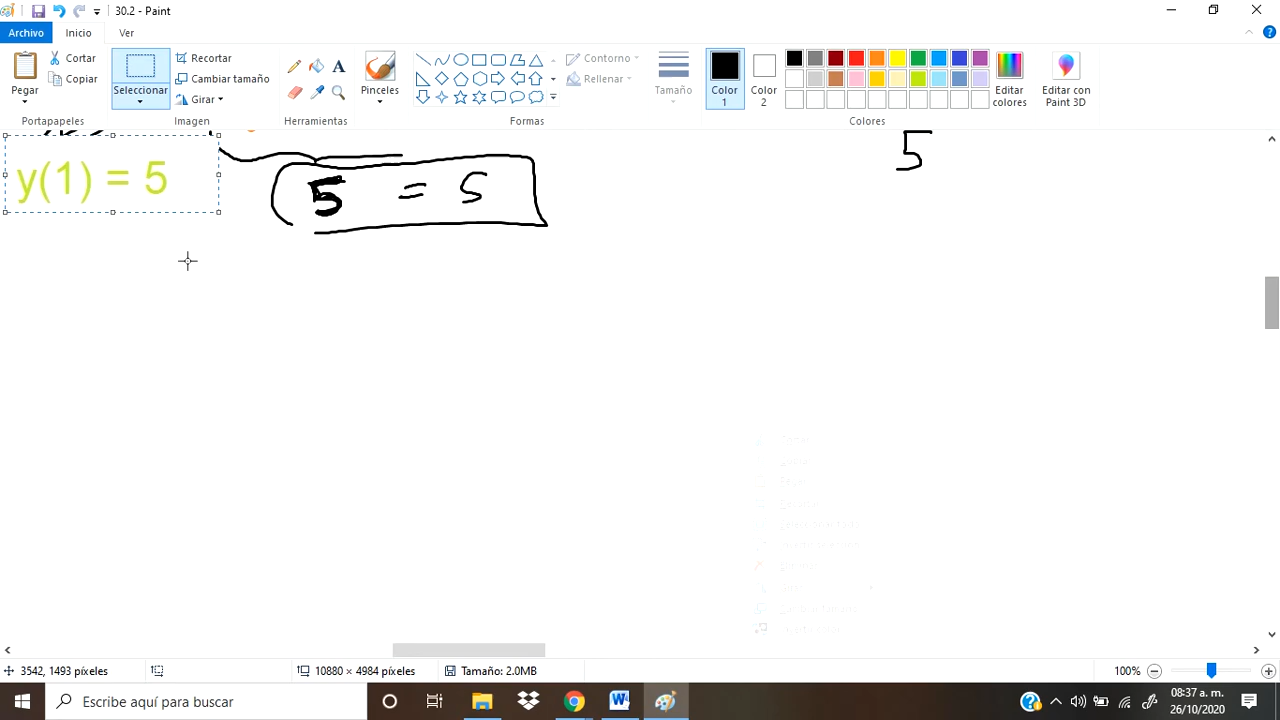 30.2 - Paint
Archivo Inicio Ver
Pegar
Cortar
Copiar
Portapapeles
Seleccionar
Recortar
Cambiar tamaño
Girar
Imagen
A
Herramientas
Pinceles
Contorno
Rellenar
Formas
Tamaño
Color 1
Color 2
Editar colores
Editar con Paint 3D
Colores
5
y(1) = 5
5 = 5
3542, 1493 píxeles 10880 × 4984 píxeles Tamaño: 2.0MB 100%
Escribe aquí para buscar
08:37 a. m.
26/10/2020